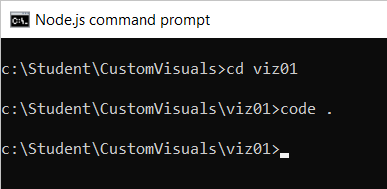 Node.js command prompt
c:\Student\CustomVisuals>cd viz01
c:\Student\CustomVisuals\viz01>code .
c:\Student\CustomVisuals\viz01>